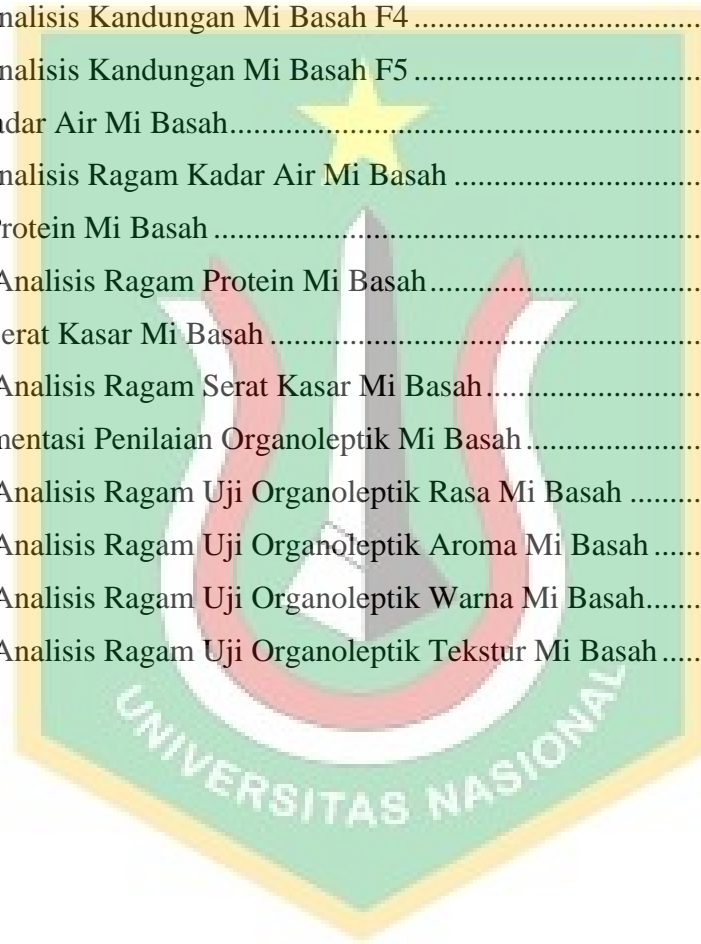 nalisis Kandungan Mi Basah F4 ....................................
nalisis Kandungan Mi Basah F5 ....................................
adar Air Mi Basah............................................................
nalisis Ragam Kadar Air Mi Basah ...............................
Protein Mi Basah ..............................................................
Analisis Ragam Protein Mi Basah..................................
erat Kasar Mi Basah .......................................................
Analisis Ragam Serat Kasar Mi Basah...........................
mentasi Penilaian Organoleptik Mi Basah ......................
Analisis Ragam Uji Organoleptik Rasa Mi Basah .........
Analisis Ragam Uji Organoleptik Aroma Mi Basah ......
Analisis Ragam Uji Organoleptik Warna Mi Basah.......
Analisis Ragam Uji Organoleptik Tekstur Mi Basah .....
UNIVERSITAS NASIONAL